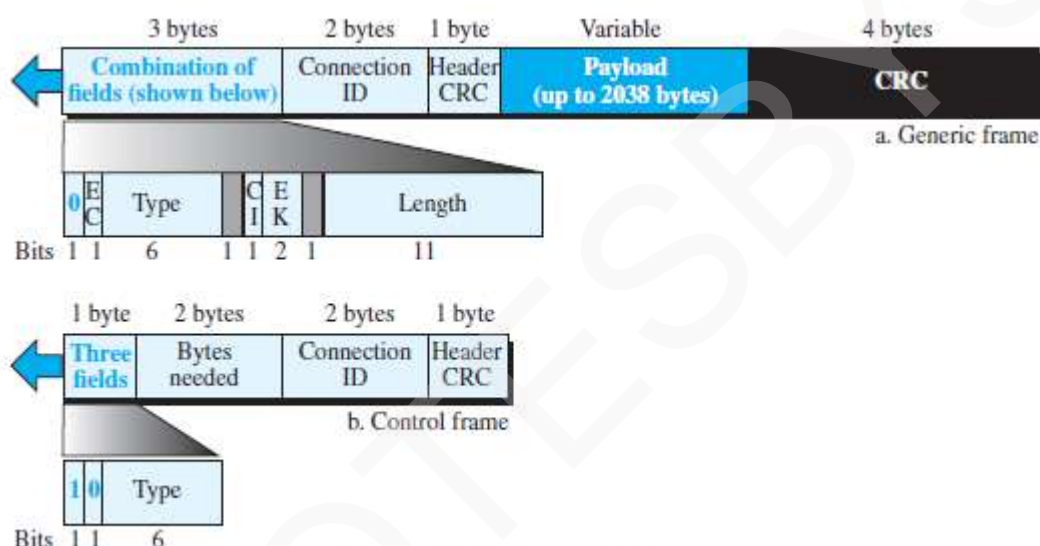 3 bytes 2 bytes 1 byte Variable 4 bytes
Combination of fields (shown below) Connection ID Header CRC Payload (up to 2038 bytes) CRC
a. Generic frame
0 EC Type CI EK Length
Bits 1 1 6 1 1 2 1 11
1 byte 2 bytes 2 bytes 1 byte
Three fields Bytes needed Connection ID Header CRC
b. Control frame
1 0 Type
Bits 1 1 6